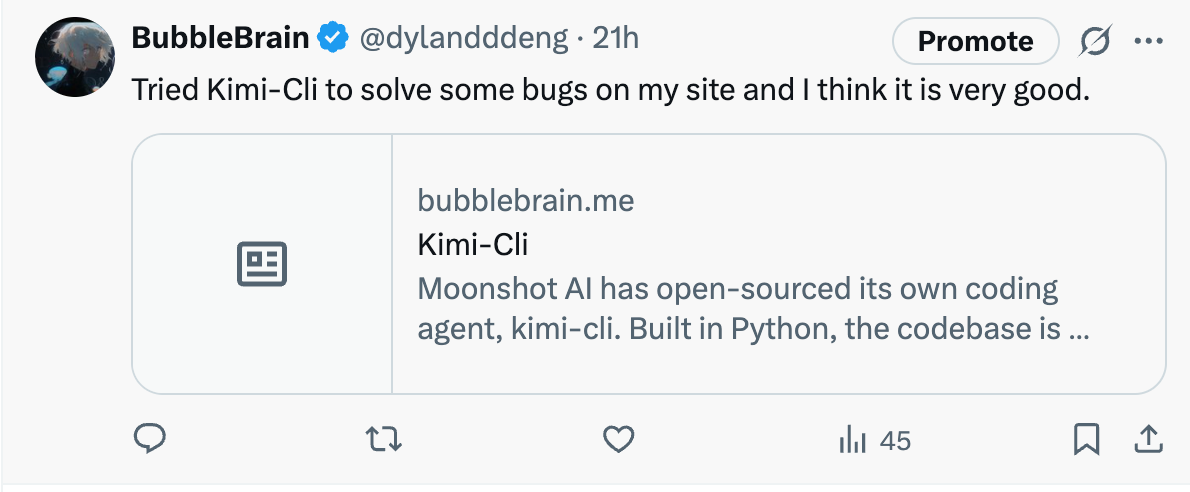 BubbleBrain @dylandddeng · 21h Promote
Tried Kimi-Cli to solve some bugs on my site and I think it is very good.
bubblebrain.me
Kimi-Cli
Moonshot AI has open-sourced its own coding
agent, kimi-cli. Built in Python, the codebase is ...
45